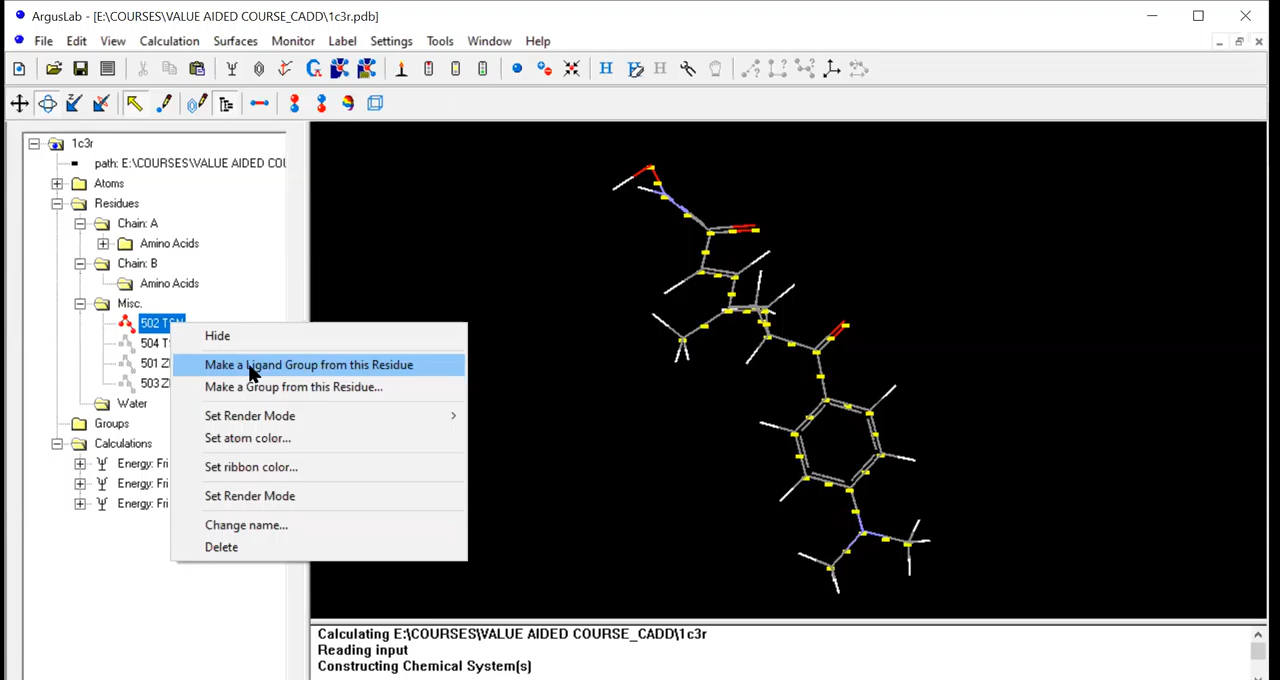 ArgusLab - [E:\COURSES\VALUE AIDED COURSE_CADD\1c3r.pdb]
File Edit View Calculation Surfaces Monitor Label Settings Tools Window Help
1c3r
path: E:\COURSES\VALUE AIDED COU
Atoms
Residues
Chain: A
Amino Acids
Chain: B
Amino Acids
Misc.
502 TSN
504 T
501 Z
503 Z
Water
Groups
Calculations
Energy: Fri
Energy: Fri
Energy: Fri
Hide
Make a Ligand Group from this Residue
Make a Group from this Residue...
Set Render Mode
Set atom color...
Set ribbon color...
Set Render Mode
Change name...
Delete
Calculating E:\COURSES\VALUE AIDED COURSE_CADD\1c3r
Reading input
Constructing Chemical System(s)